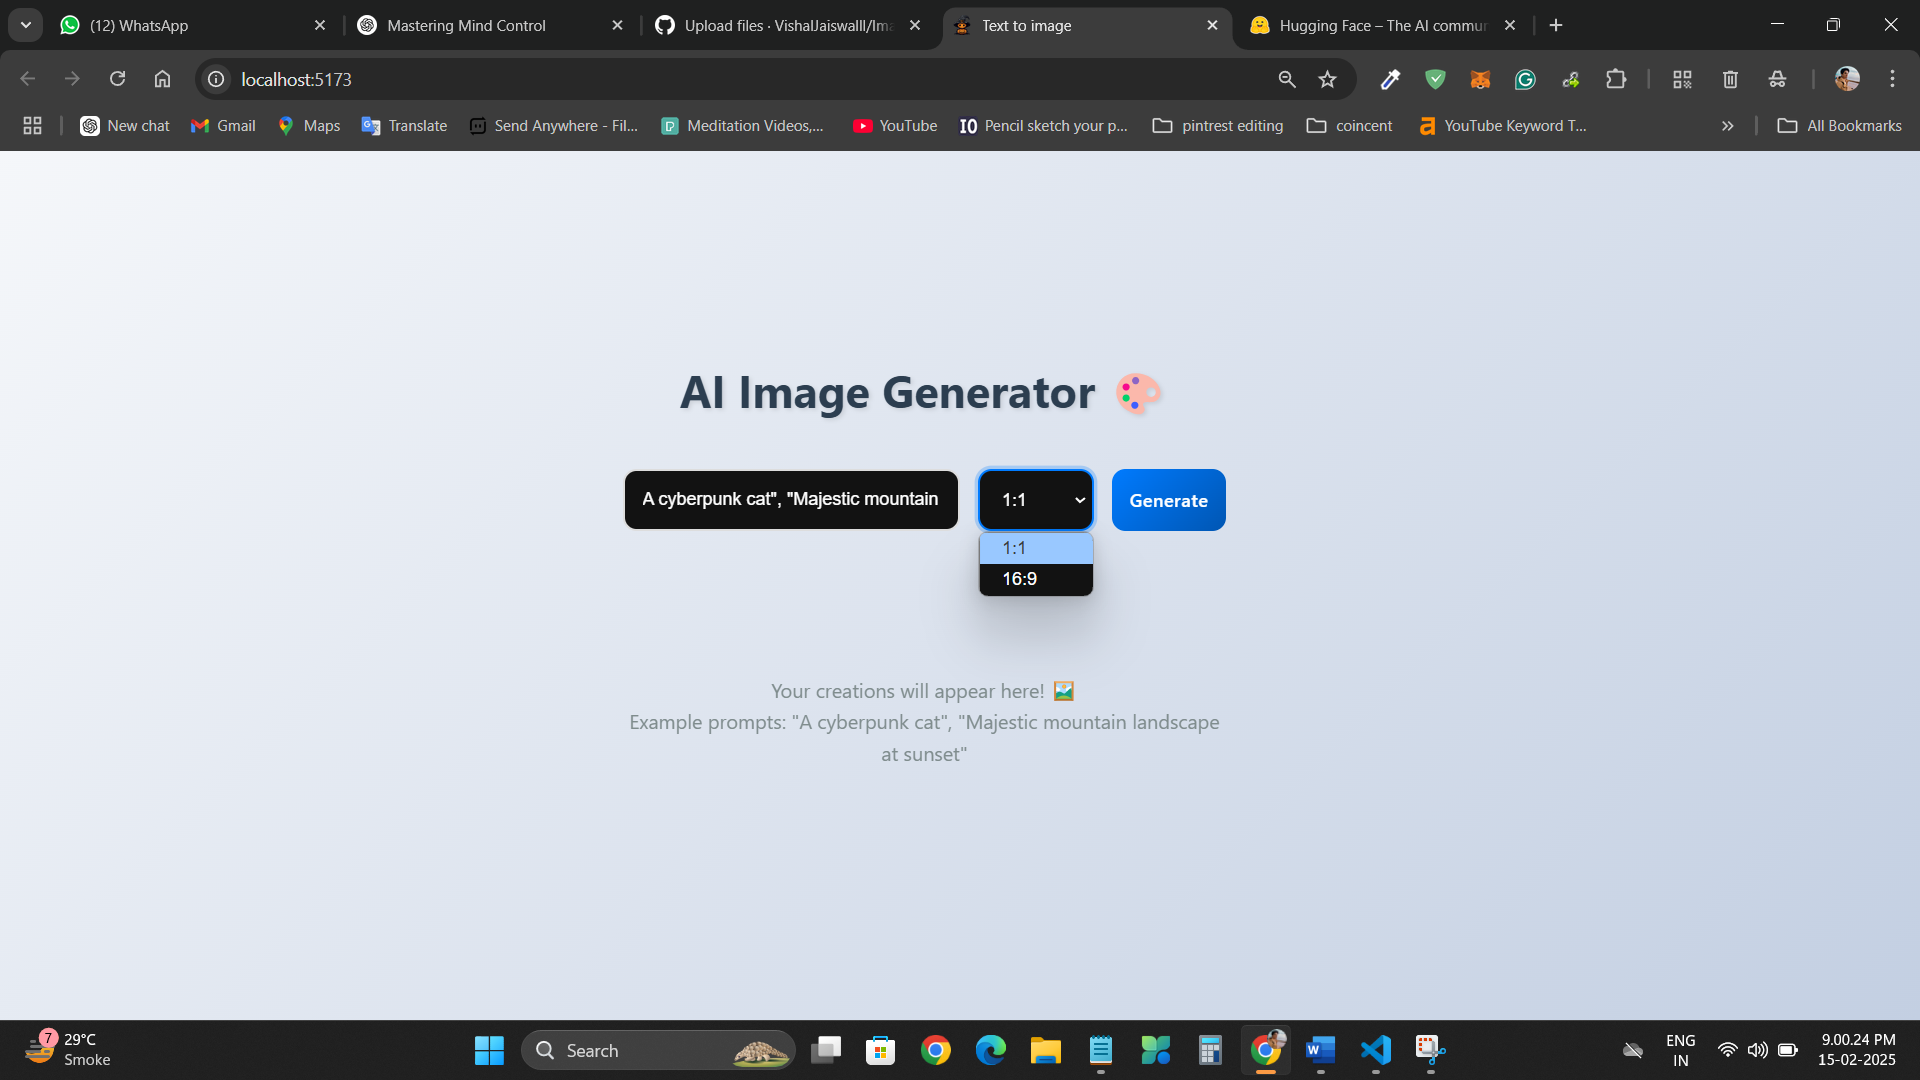 (12) WhatsApp
Mastering Mind Control
Upload files · VishalJaiswalll/Ima
Text to image
Hugging Face – The AI commun
localhost:5173
New chat
Gmail
Maps
Translate
Send Anywhere - Fil...
Meditation Videos,...
YouTube
IO Pencil sketch your p...
pintrest editing
coincent
YouTube Keyword T...
All Bookmarks
AI Image Generator 🎨
A cyberpunk cat", "Majestic mountain
1:1
Generate
1:1
16:9
Your creations will appear here! 🖼️
Example prompts: "A cyberpunk cat", "Majestic mountain landscape
at sunset"
7
29°C
Smoke
Search
ENG
IN
9.00.24 PM
15-02-2025